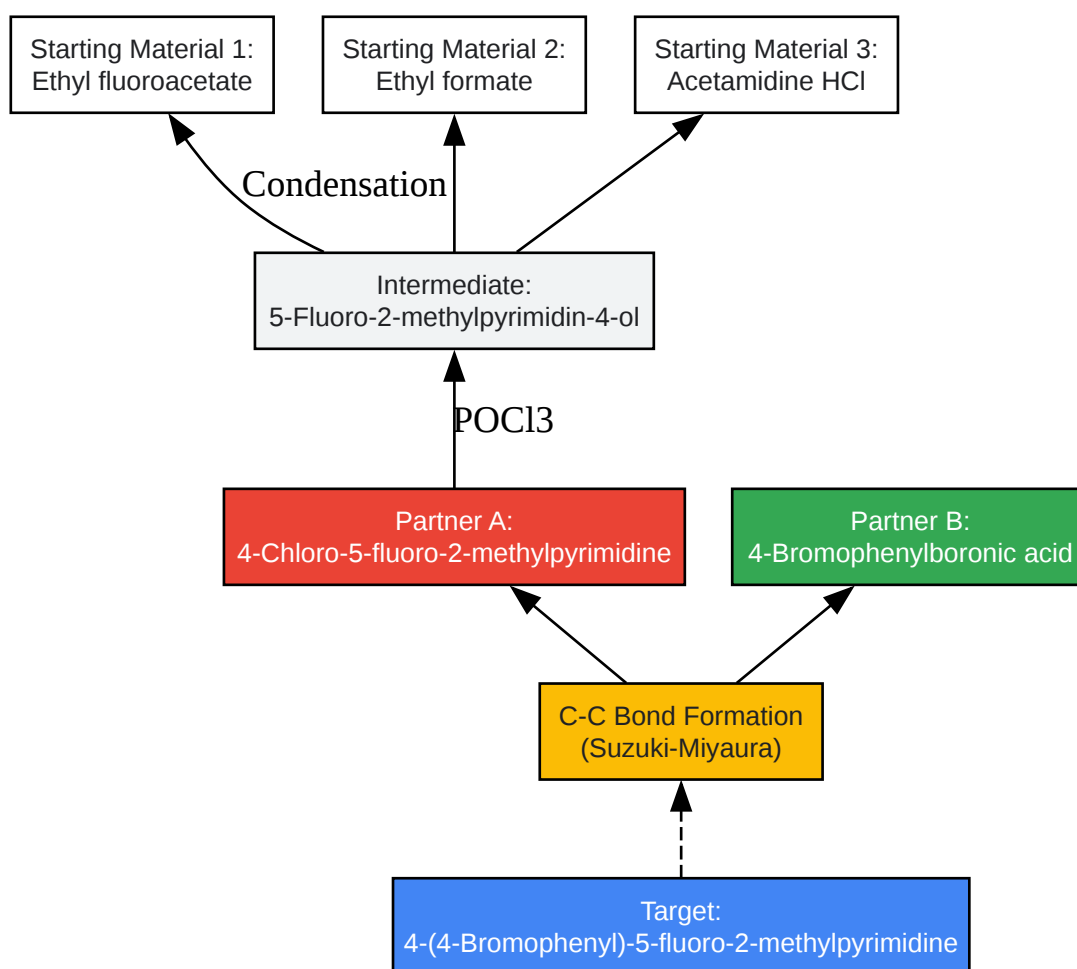 Starting Material 1:
Ethyl fluoroacetate
Starting Material 2:
Ethyl formate
Starting Material 3:
Acetamidine HCl
Condensation
Intermediate:
5-Fluoro-2-methylpyrimidin-4-ol
POCl3
Partner A:
4-Chloro-5-fluoro-2-methylpyrimidine
Partner B:
4-Bromophenylboronic acid
C-C Bond Formation
(Suzuki-Miyaura)
Target:
4-(4-Bromophenyl)-5-fluoro-2-methylpyrimidine